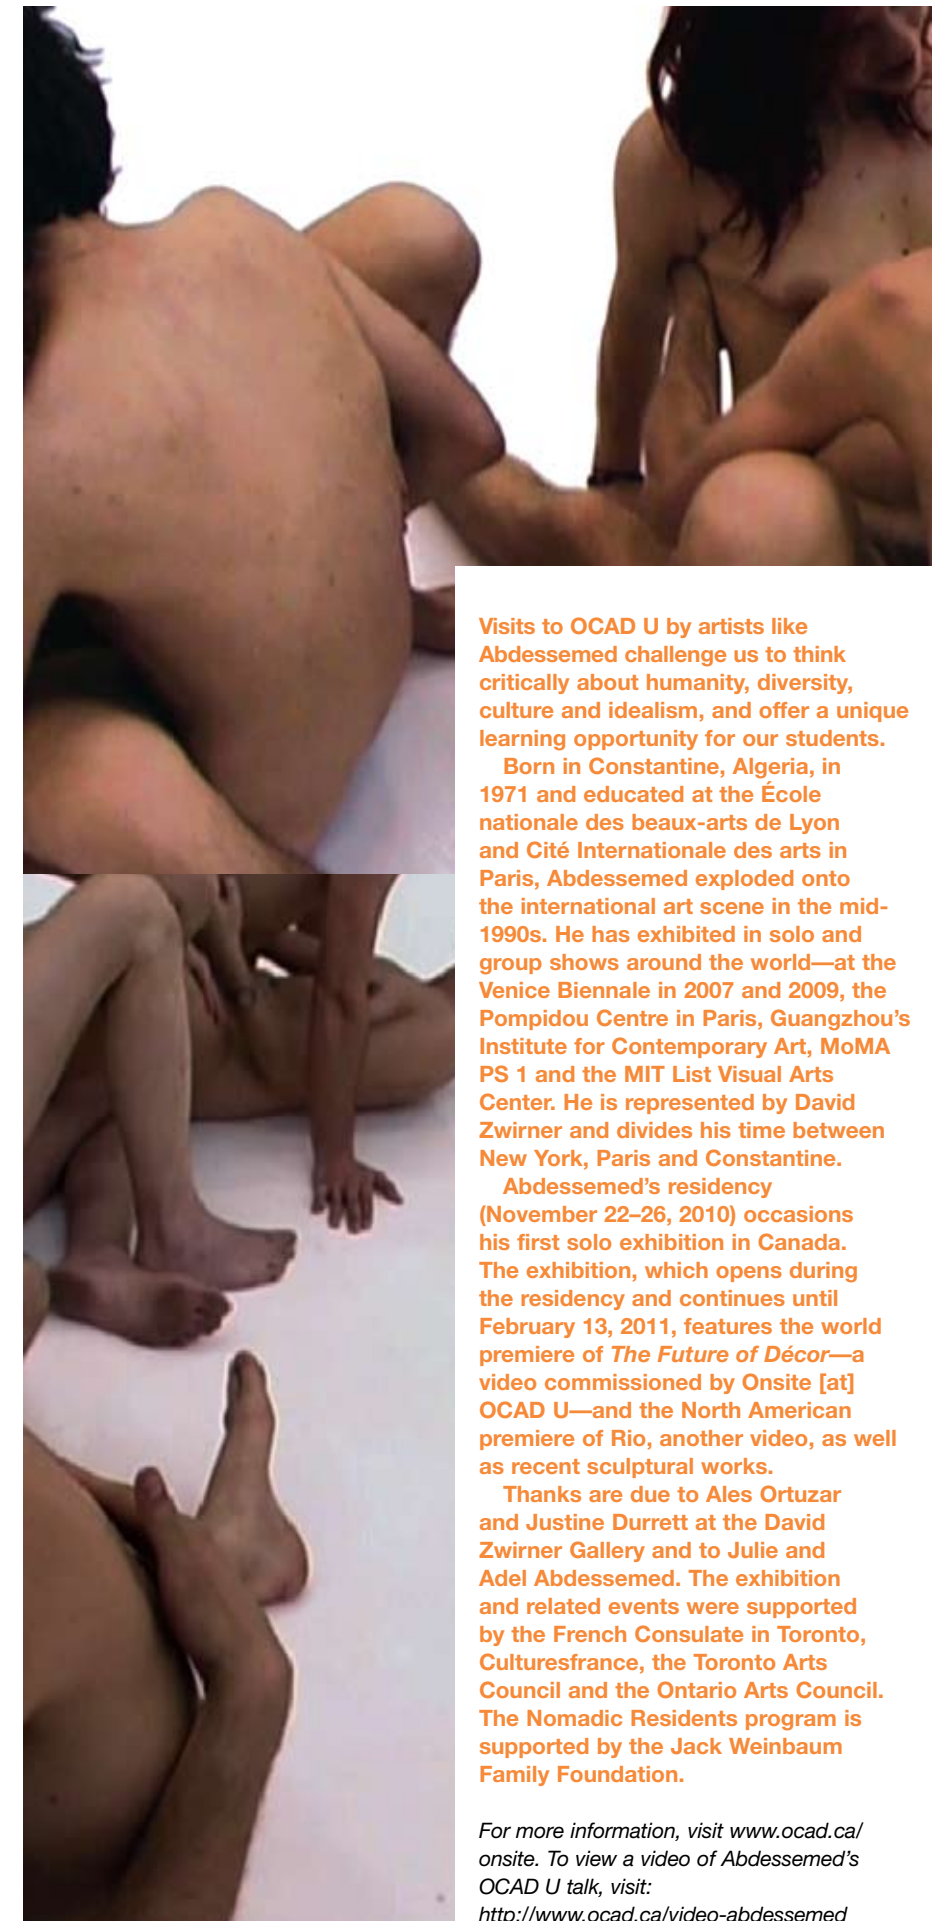 Visits to OCAD U by artists like
Abdessemed challenge us to think
critically about humanity, diversity,
culture and idealism, and offer a unique
learning opportunity for our students.
Born in Constantine, Algeria, in
1971 and educated at the École
nationale des beaux-arts de Lyon
and Cité Internationale des arts in
Paris, Abdessemed exploded onto
the international art scene in the mid-
1990s. He has exhibited in solo and
group shows around the world—at the
Venice Biennale in 2007 and 2009, the
Pompidou Centre in Paris, Guangzhou’s
Institute for Contemporary Art, MoMA
PS 1 and the MIT List Visual Arts
Center. He is represented by David
Zwirner and divides his time between
New York, Paris and Constantine.
Abdessemed’s residency
(November 22–26, 2010) occasions
his first solo exhibition in Canada.
The exhibition, which opens during
the residency and continues until
February 13, 2011, features the world
premiere of The Future of Décor—a
video commissioned by Onsite [at]
OCAD U—and the North American
premiere of Rio, another video, as well
as recent sculptural works.
Thanks are due to Ales Ortuzar
and Justine Durrett at the David
Zwirner Gallery and to Julie and
Adel Abdessemed. The exhibition
and related events were supported
by the French Consulate in Toronto,
Culturesfrance, the Toronto Arts
Council and the Ontario Arts Council.
The Nomadic Residents program is
supported by the Jack Weinbaum
Family Foundation.
For more information, visit www.ocad.ca/
onsite. To view a video of Abdessemed’s
OCAD U talk, visit:
http://www.ocad.ca/video-abdessemed